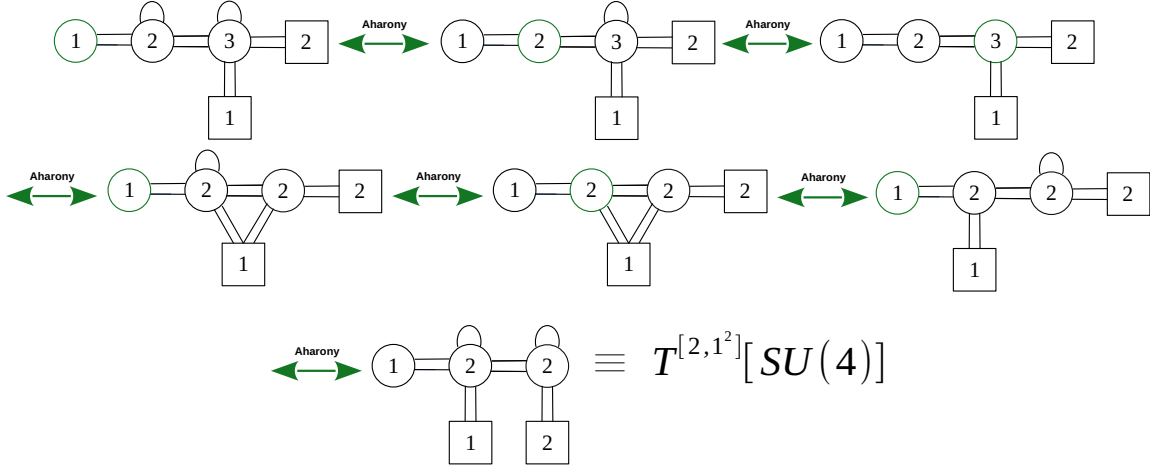 1 2 3 2 Aharony 1 2 3 2 Aharony 1 2 3 2
1 1 1
Aharony 1 2 2 2 Aharony 1 2 2 2 Aharony 1 2 2 2
1 1 1
Aharony 1 2 2 ≡ T^[2,1^2][SU(4)]
1 2